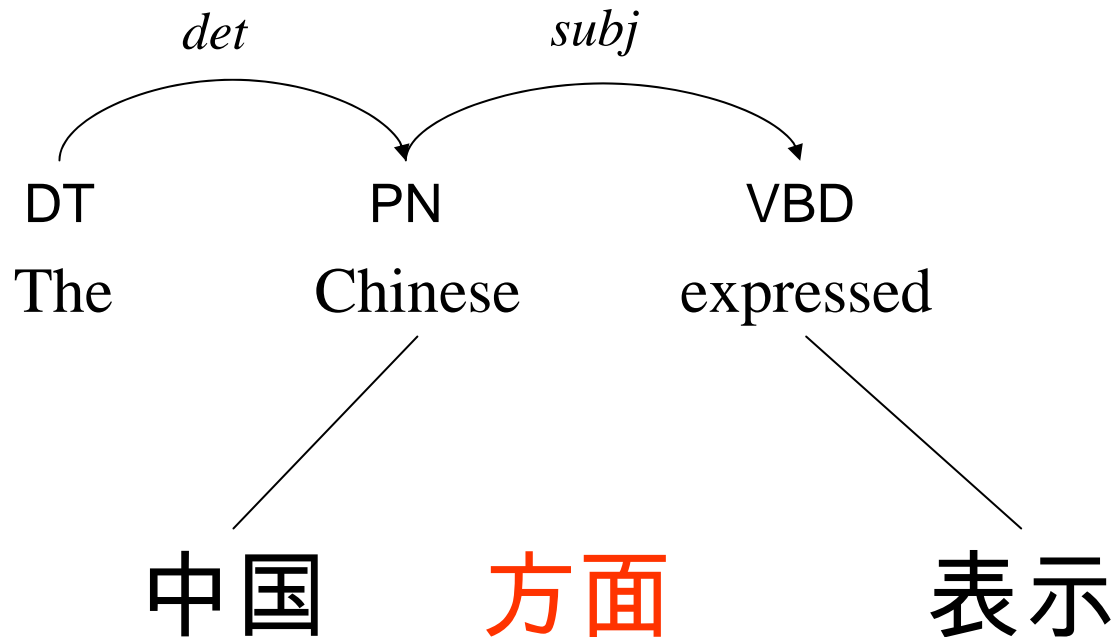 det subj
DT PN VBD
The Chinese expressed
中国 方面 表示